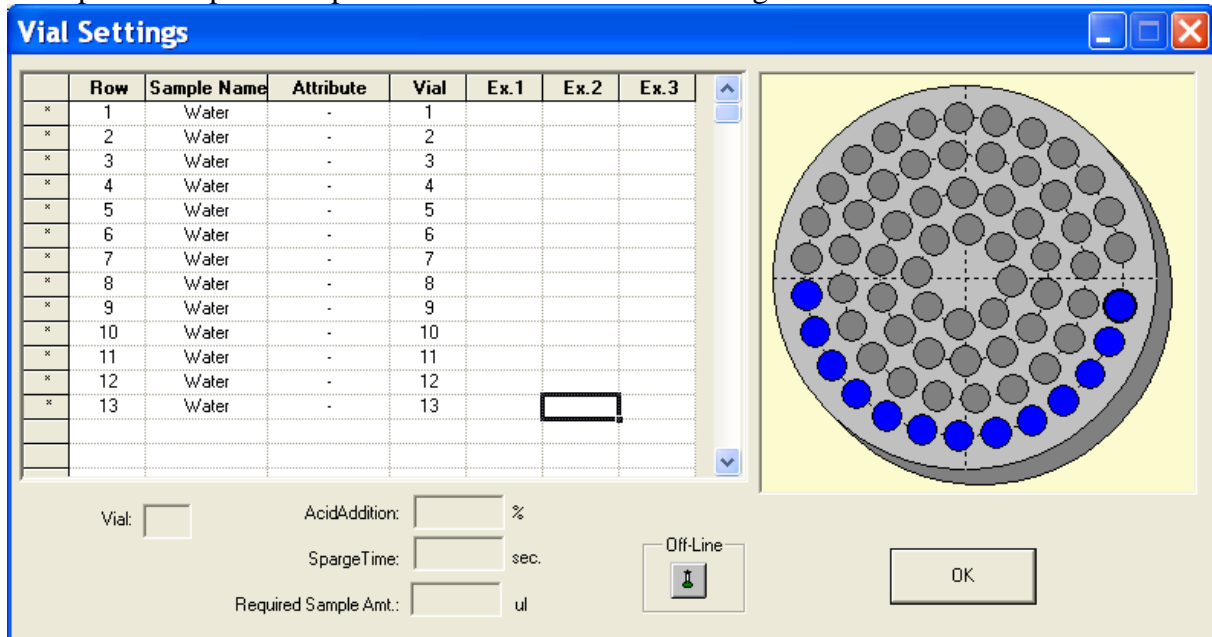 Vial Settings
Row Sample Name Attribute Vial Ex.1 Ex.2 Ex.3
* 1 Water - 1
* 2 Water - 2
* 3 Water - 3
* 4 Water - 4
* 5 Water - 5
* 6 Water - 6
* 7 Water - 7
* 8 Water - 8
* 9 Water - 9
* 10 Water - 10
* 11 Water - 11
* 12 Water - 12
* 13 Water - 13
Vial:
AcidAddition: %
SpargeTime: sec.
Required Sample Amt.: ul
Off-Line
OK